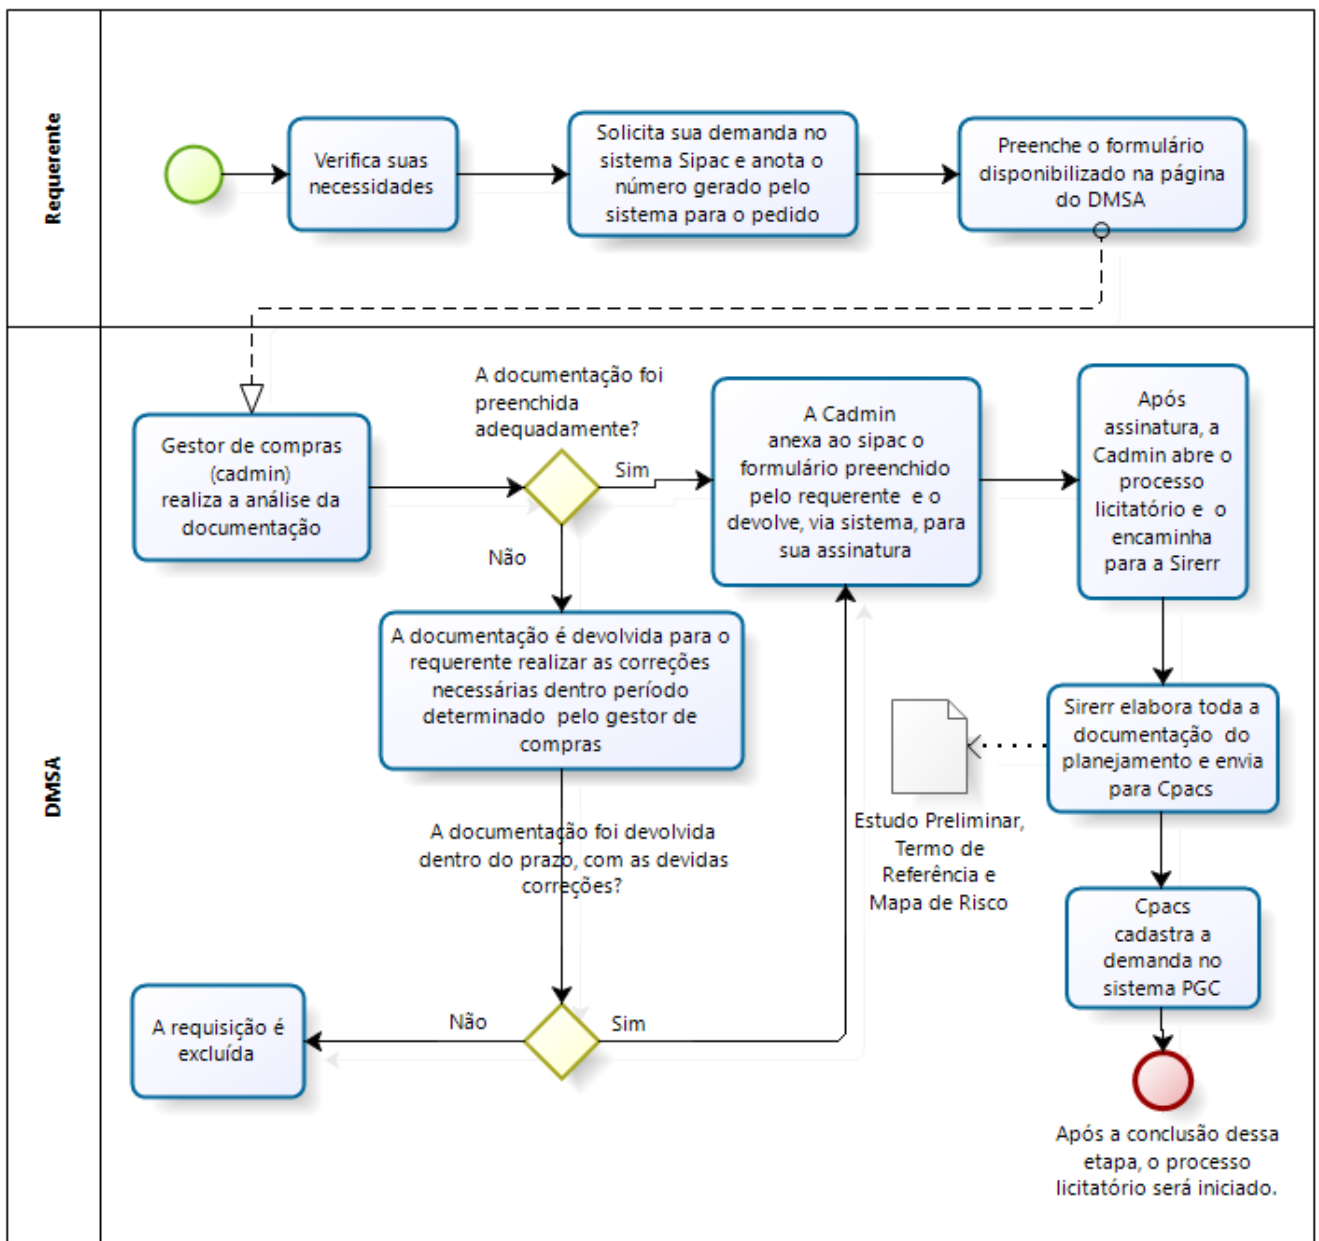 Requerente
Verifica suas
necessidades
Solicita sua demanda no
sistema Sipac e anota o
número gerado pelo
sistema para o pedido
Preenche o formulário
disponibilizado na página
do DMSA
DMSA
Gestor de compras
(cadmin)
realiza a análise da
documentação
A documentação foi
preenchida
adequadamente?
Sim
Não
A Cadmin
anexa ao sipac o
formulário preenchido
pelo requerente e o
devolve, via sistema, para
sua assinatura
Após
assinatura, a
Cadmin abre o
processo
licitatório e o
encaminha
para a Sirerr
A documentação é devolvida para o
requerente realizar as correções
necessárias dentro período
determinado pelo gestor de
compras
Sirerr elabora toda a
documentação do
planejamento e envia
para Cpacs
Estudo Preliminar,
Termo de
Referência e
Mapa de Risco
A documentação foi devolvida
dentro do prazo, com as devidas
correções?
Cpacs
cadastra a
demanda no
sistema PGC
Não
Sim
A requisição é
excluída
Após a conclusão dessa
etapa, o processo
licitatório será iniciado.